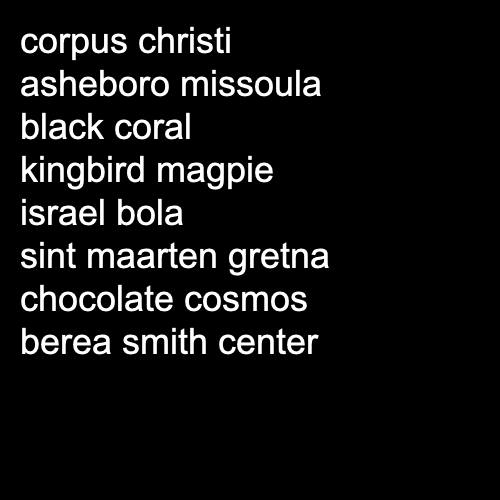 corpus christi
asheboro missoula
black coral
kingbird magpie
israel bola
sint maarten gretna
chocolate cosmos
berea smith center